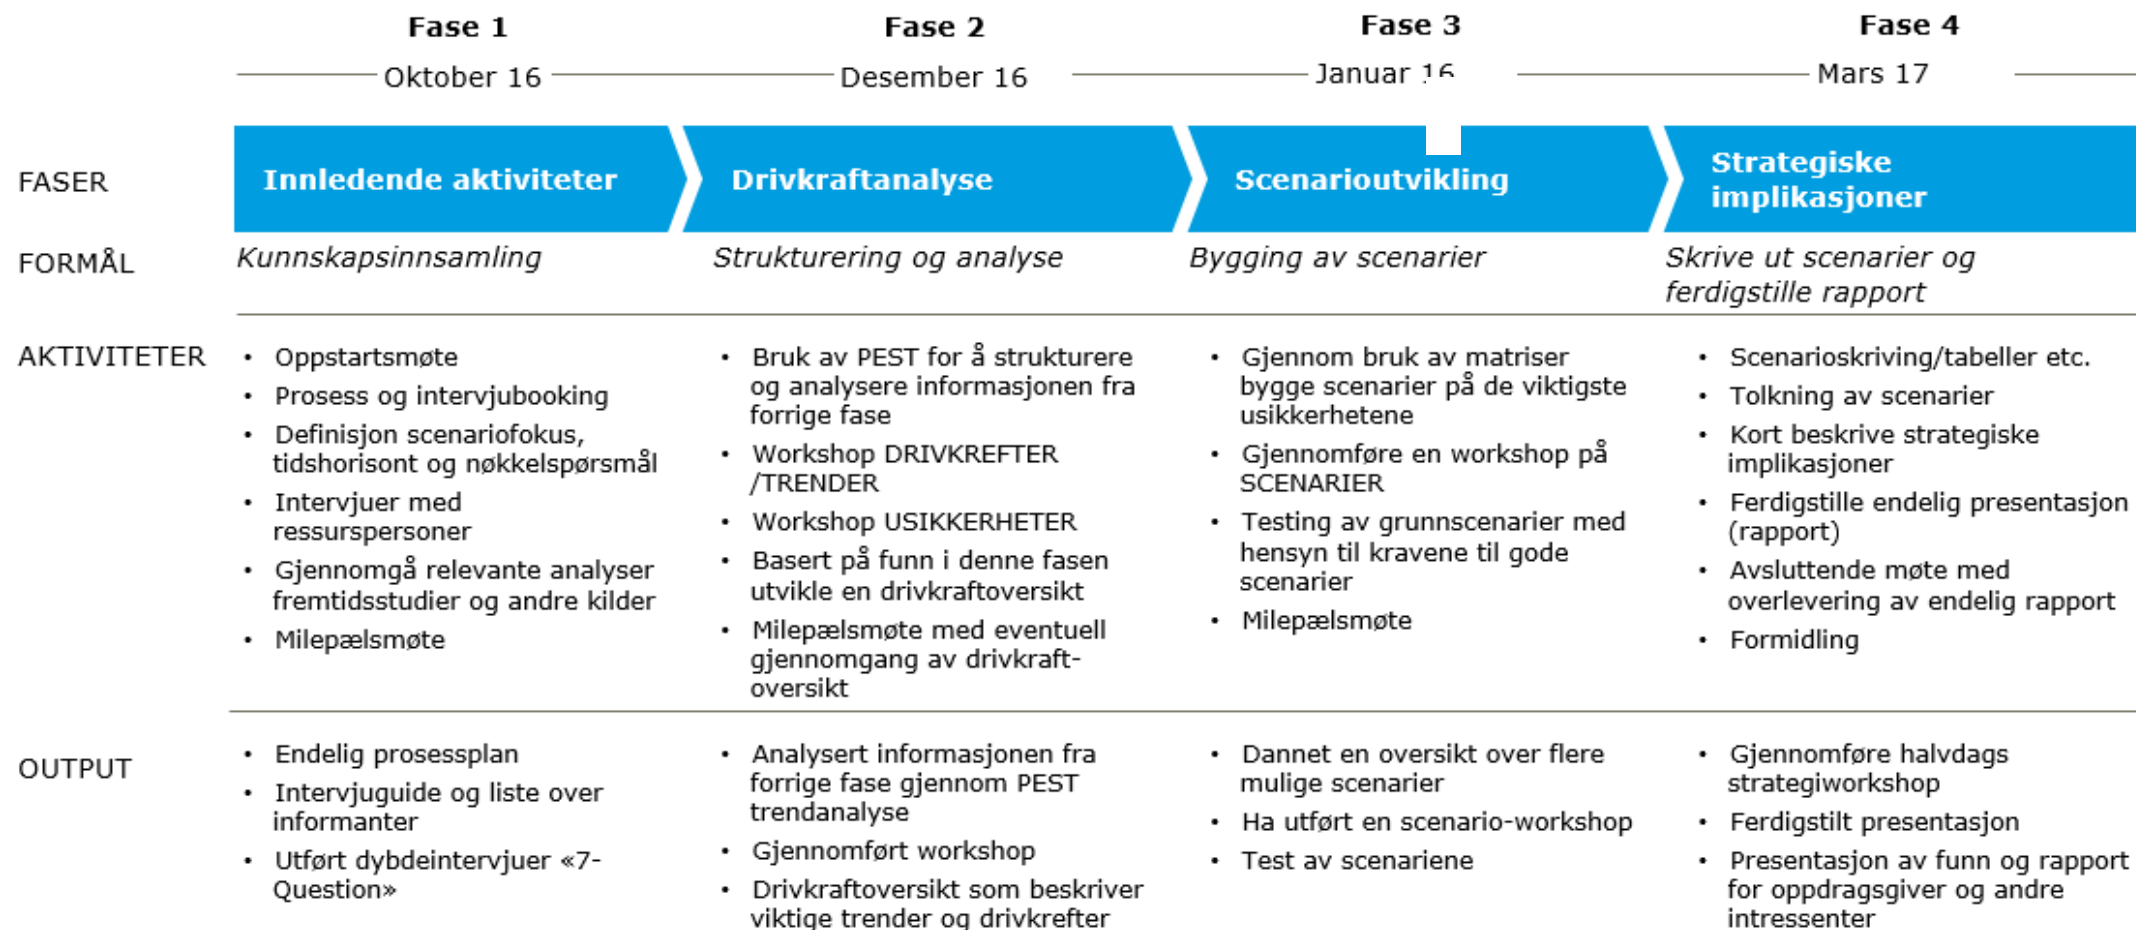 Fase 1
Fase 2
Fase 3
Fase 4
Oktober 16
Desember 16
Januar 16
Mars 17
FASER
Innledende aktiviteter
Drivkraftanalyse
Scenarioutvikling
Strategiske
implikasjoner
FORMÅL
Kunnskapsinnsamling
Strukturering og analyse
Bygging av scenarier
Skrive ut scenarier og
ferdigstille rapport
AKTIVITETER
• Oppstartsmøte
• Prosess og intervjubooking
• Definisjon scenariofokus,
tidshorisont og nøkkelspørsmål
• Intervjuer med
ressurspersoner
• Gjennomgå relevante analyser
fremtidsstudier og andre kilder
• Milepælsmøte
• Bruk av PEST for å strukturere
og analysere informasjonen fra
forrige fase
• Workshop DRIVKREFTER
/TRENDER
• Workshop USIKKERHETER
• Basert på funn i denne fasen
utvikle en drivkraftoversikt
• Milepælsmøte med eventuell
gjennomgang av drivkraft-
oversikt
• Gjennom bruk av matriser
bygge scenarier på de viktigste
usikkerhetene
• Gjennomføre en workshop på
SCENARIER
• Testing av grunnscenarier med
hensyn til kravene til gode
scenarier
• Milepælsmøte
• Scenarioskriving/tabeller etc.
• Tolkning av scenarier
• Kort beskrive strategiske
implikasjoner
• Ferdigstille endelig presentasjon
(rapport)
• Avsluttende møte med
overlevering av endelig rapport
• Formidling
OUTPUT
• Endelig prosessplan
• Intervjuguide og liste over
informanter
• Utført dybdeintervjuer «7-
Question»
• Analysert informasjonen fra
forrige fase gjennom PEST
trendanalyse
• Gjennomført workshop
• Drivkraftoversikt som beskriver
viktige trender og drivkrefter
• Dannet en oversikt over flere
mulige scenarier
• Ha utført en scenario-workshop
• Test av scenariene
• Gjennomføre halvdags
strategiworkshop
• Ferdigstilt presentasjon
• Presentasjon av funn og rapport
for oppdragsgiver og andre
intressenter